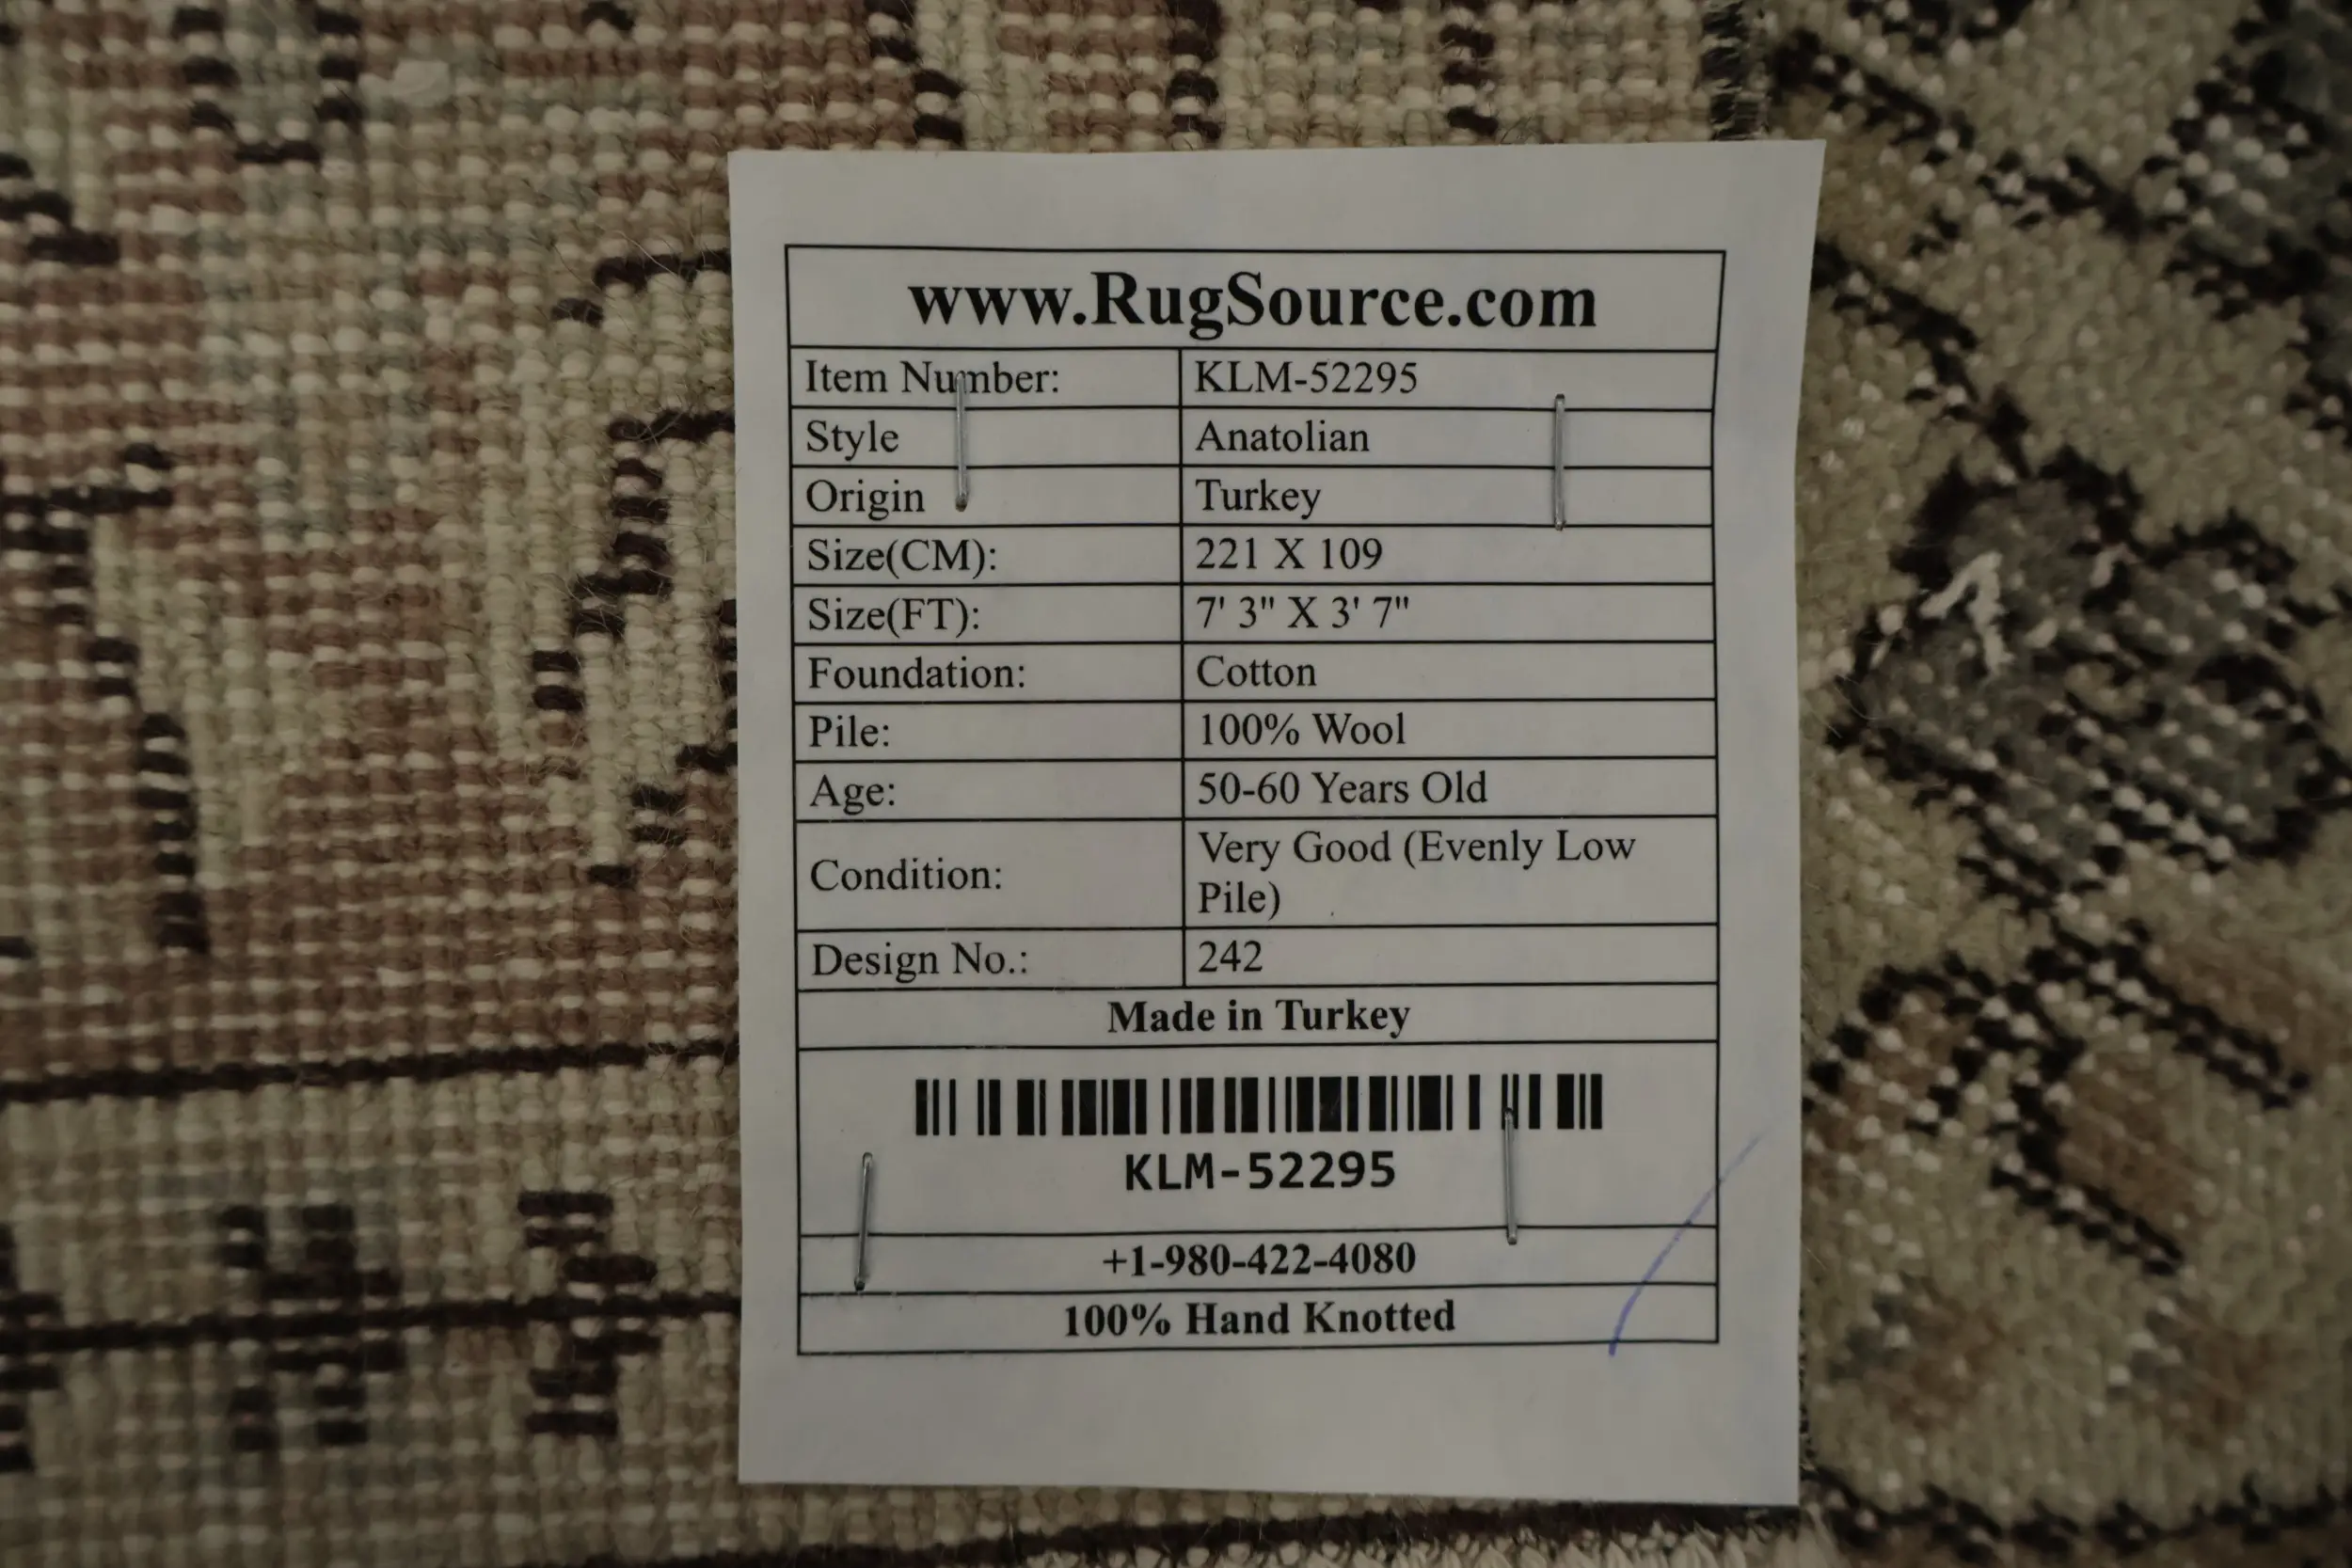 www.RugSource.com
Item Number: KLM-52295
Style Anatolian
Origin Turkey
Size(CM): 221 X 109
Size(FT): 7' 3" X 3' 7"
Foundation: Cotton
Pile: 100% Wool
Age: 50-60 Years Old
Condition: Very Good (Evenly Low
Pile)
Design No.: 242
Made in Turkey
KLM-52295
+1-980-422-4080
100% Hand Knotted